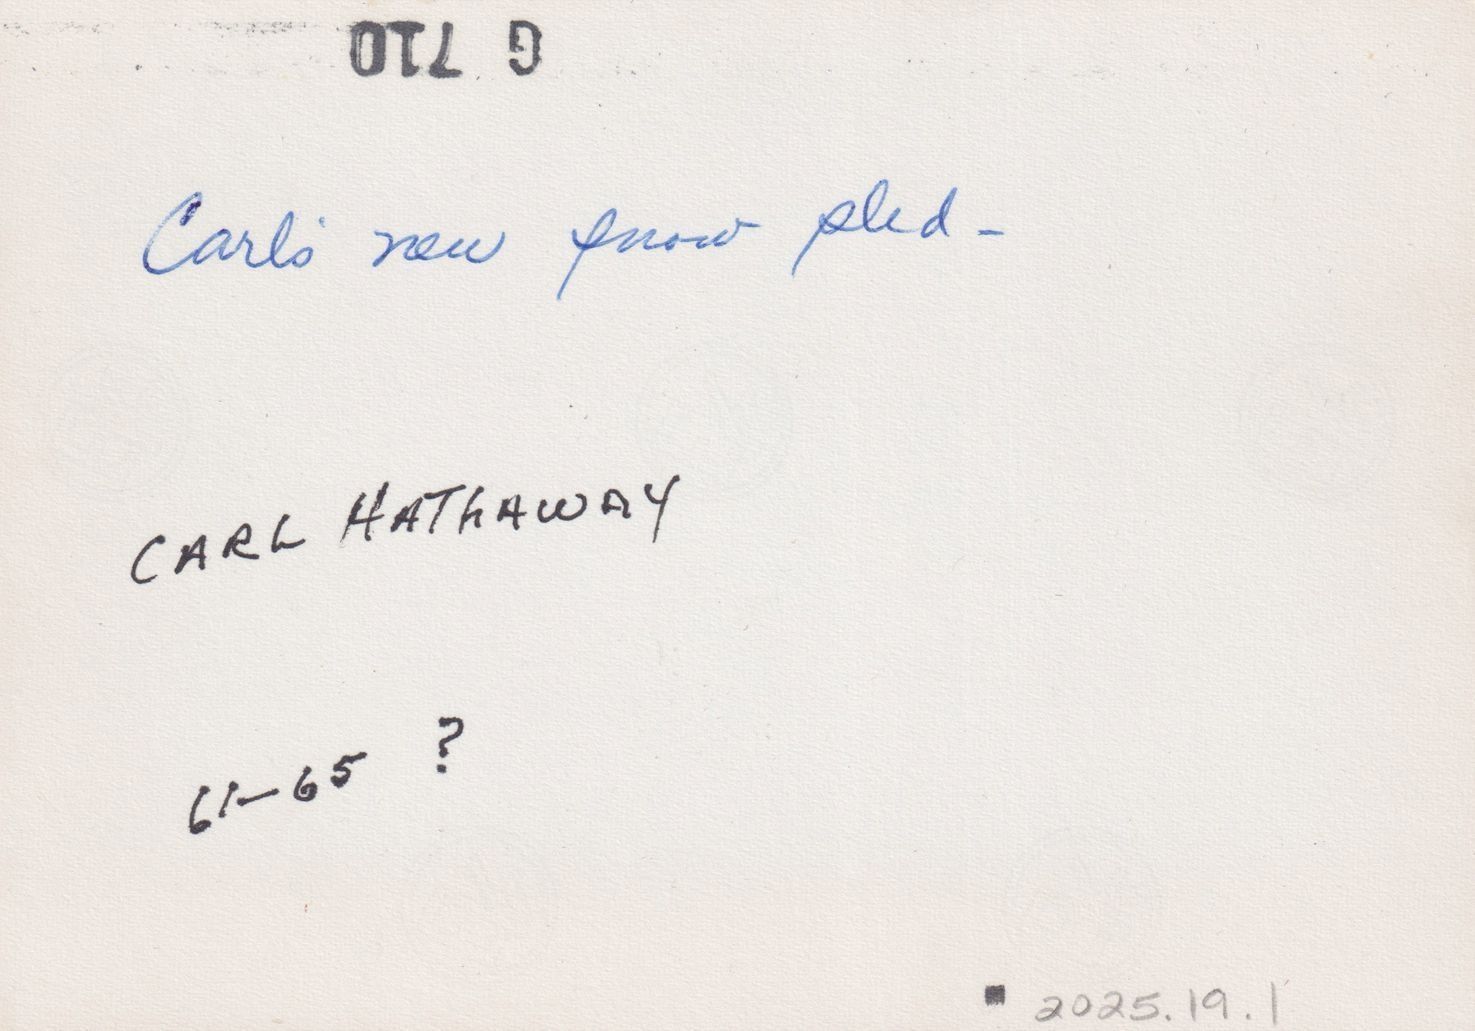 G 710
Carl's new snow sled -
CARL HATHAWAY
61-65 ?
2025.19.1